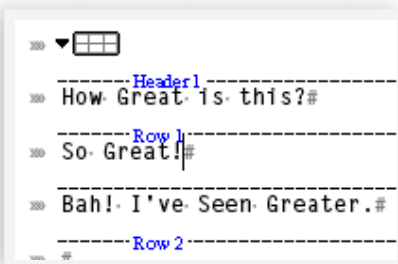 Header1
How Great is this?#
Row 1
So Great!#
Bah! I've Seen Greater.#
Row 2
#